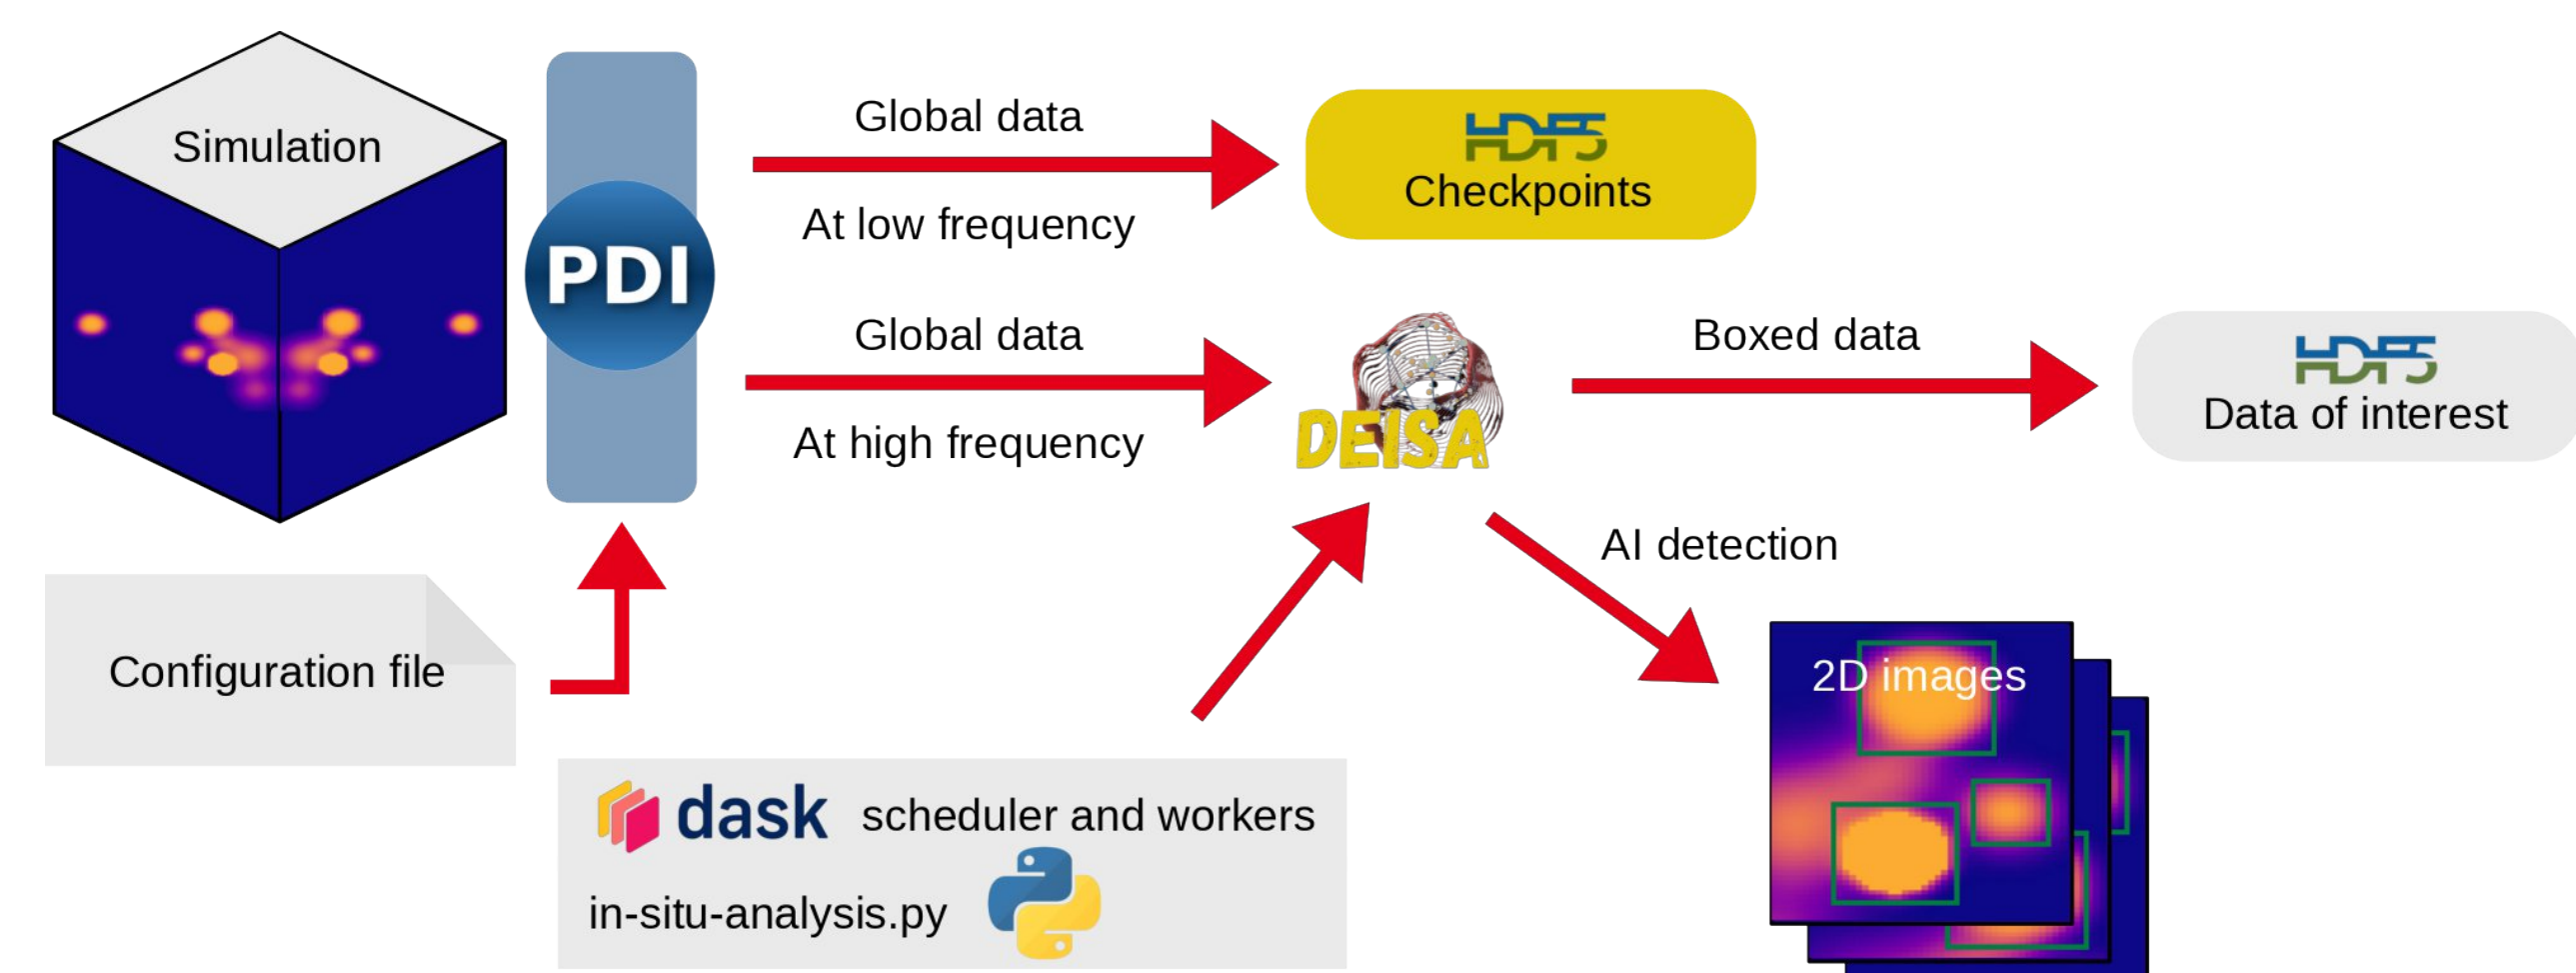 Simulation
PDI
Global data
At low frequency
HDF5
Checkpoints
Global data
At high frequency
DEISA
Boxed data
HDF5
Data of interest
Configuration file
AI detection
2D images
dask scheduler and workers
in-situ-analysis.py